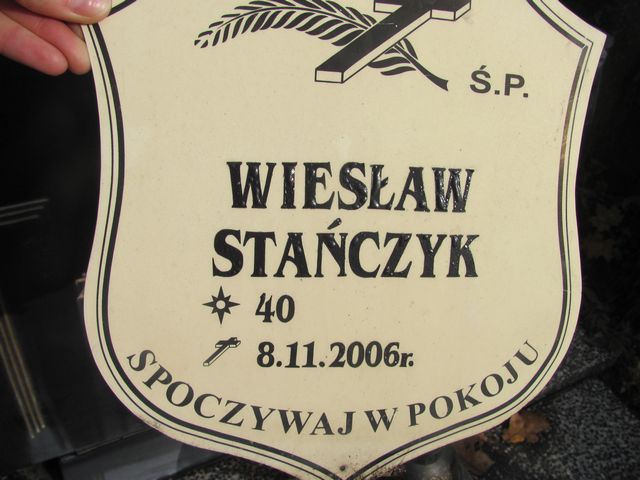 Ś.P.
WIESŁAW
STAŃCZYK
40
8.11.2006r.
SPOCZYWAJ W POKOJU